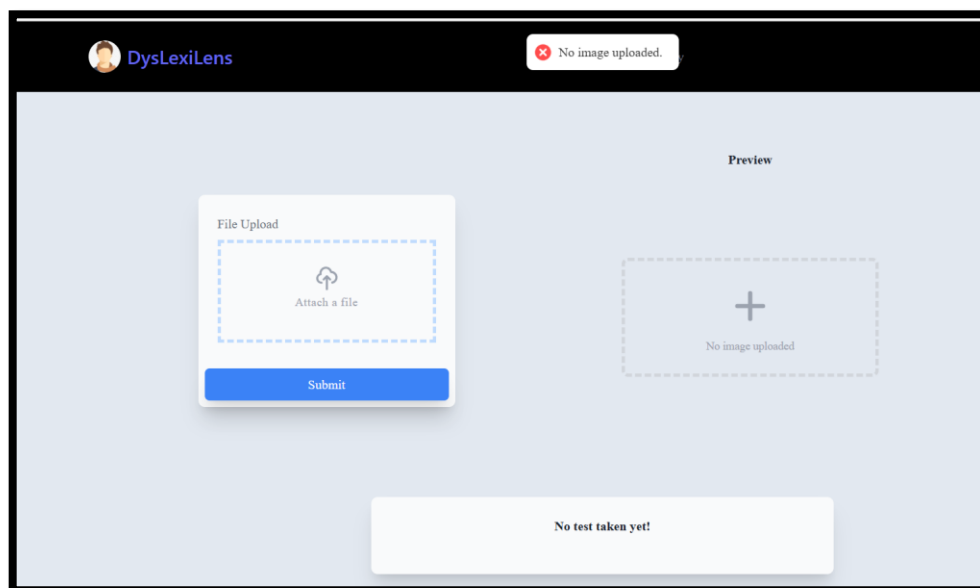 DysLexiLens
No image uploaded.
Preview
File Upload
Attach a file
No image uploaded
Submit
No test taken yet!